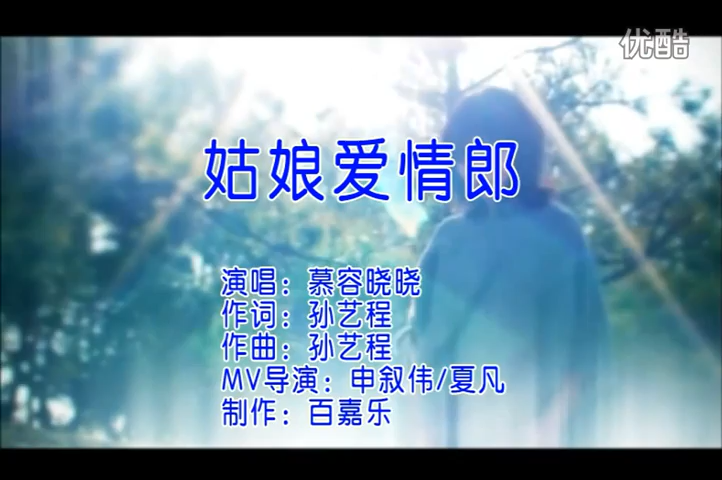 优酷
姑娘爱情郎
演唱：慕容晓晓
作词：孙艺程
作曲：孙艺程
MV导演：申叙伟/夏凡
制作：百嘉乐